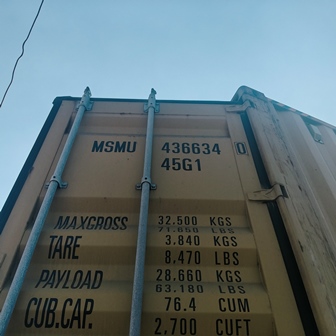 MSMU 436634 0
45G1
MAXGROSS 32.500 KGS
71.650 LBS
TARE 3.840 KGS
8.470 LBS
PAYLOAD 28.660 KGS
63.180 LBS
CUB.CAP. 76.4 CUM
2.700 CUFT